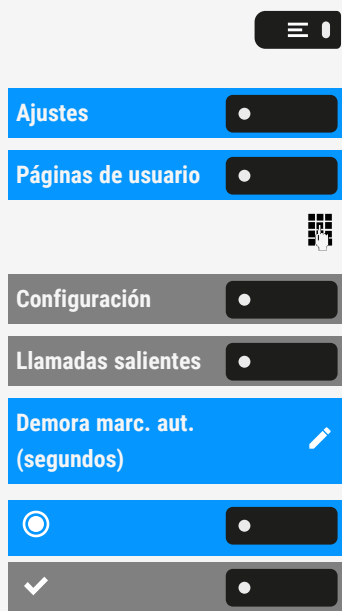 Ajustes
Páginas de usuario
Configuración
Llamadas salientes
Demora marc. aut.
(segundos)